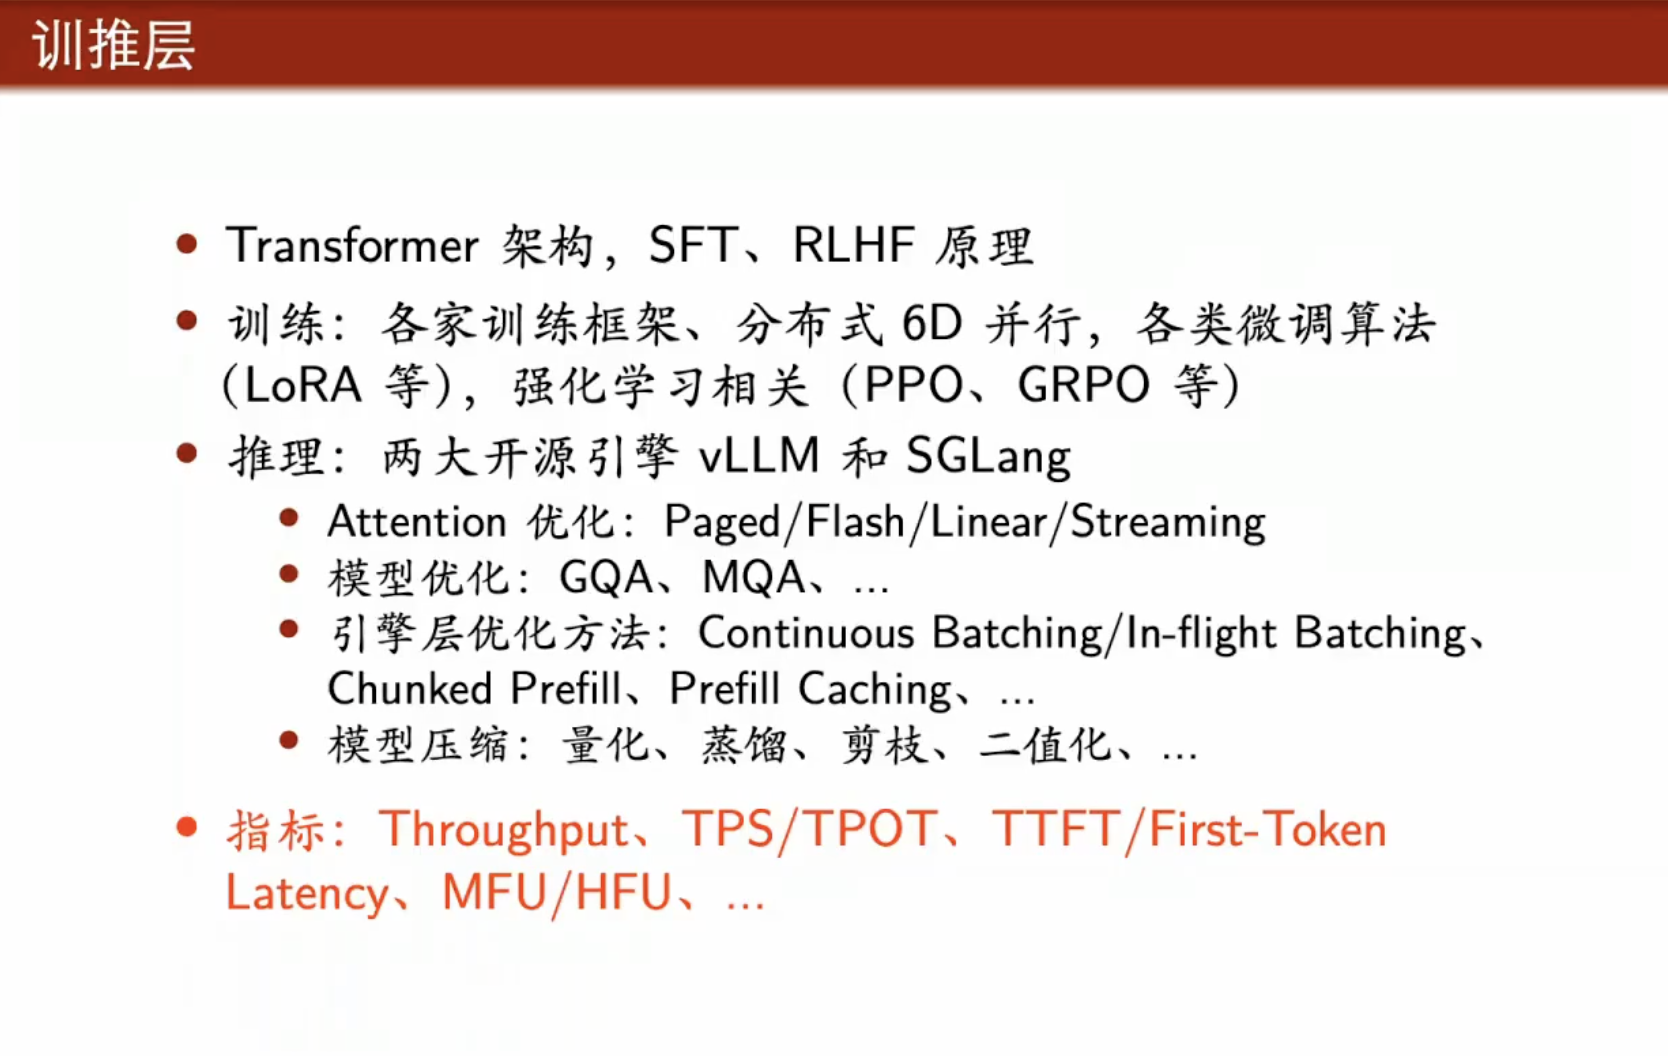 训推层
Transformer 架构，SFT、RLHF 原理
训练：各家训练框架、分布式 6D 并行，各类微调算法
（LoRA 等），强化学习相关（PPO、GRPO 等）
推理：两大开源引擎 vLLM 和 SGLang
Attention 优化：Paged/Flash/Linear/Streaming
模型优化：GQA、MQA、...
引擎层优化方法：Continuous Batching/In-flight Batching、
Chunked Prefill、Prefill Caching、...
模型压缩：量化、蒸馏、剪枝、二值化、...
指标：Throughput、TPS/TPOT、TTFT/First-Token
Latency、MFU/HFU、...